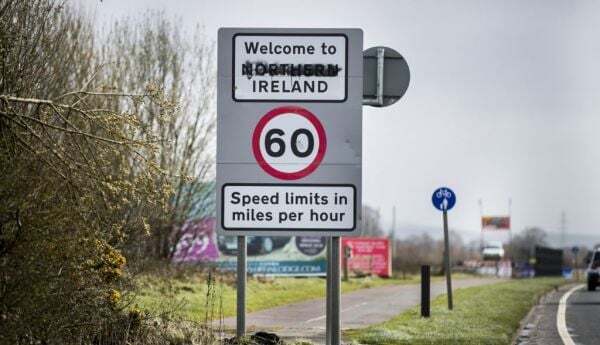 Welcome to
NORTHERN
IRELAND
60
Speed limits in
miles per hour